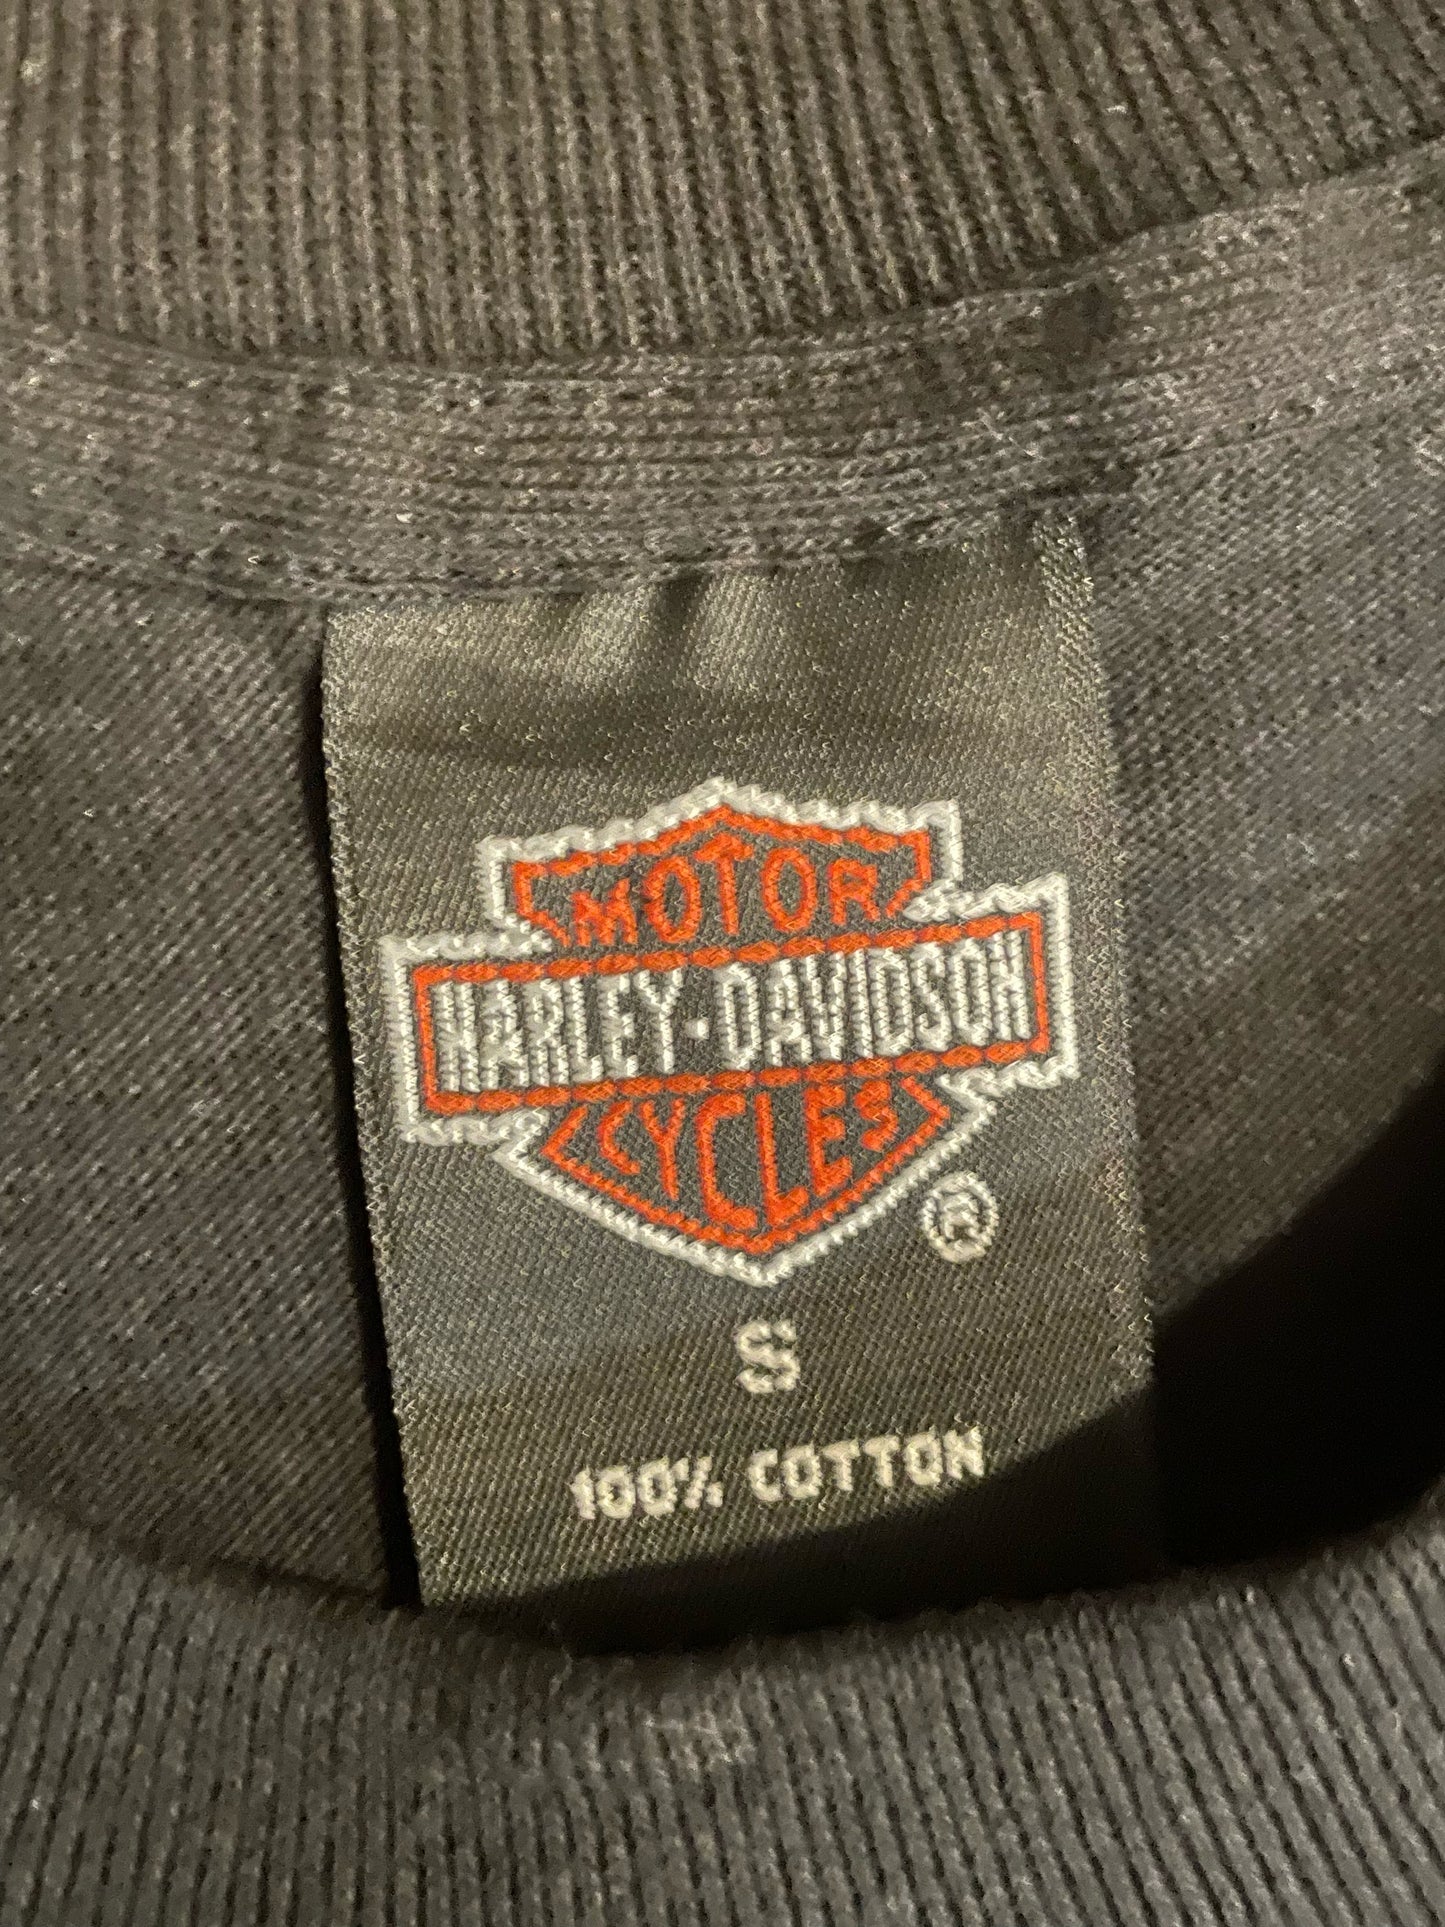 MOTOR
HARLEY-DAVIDSON
CYCLES
®
S
100% COTTON